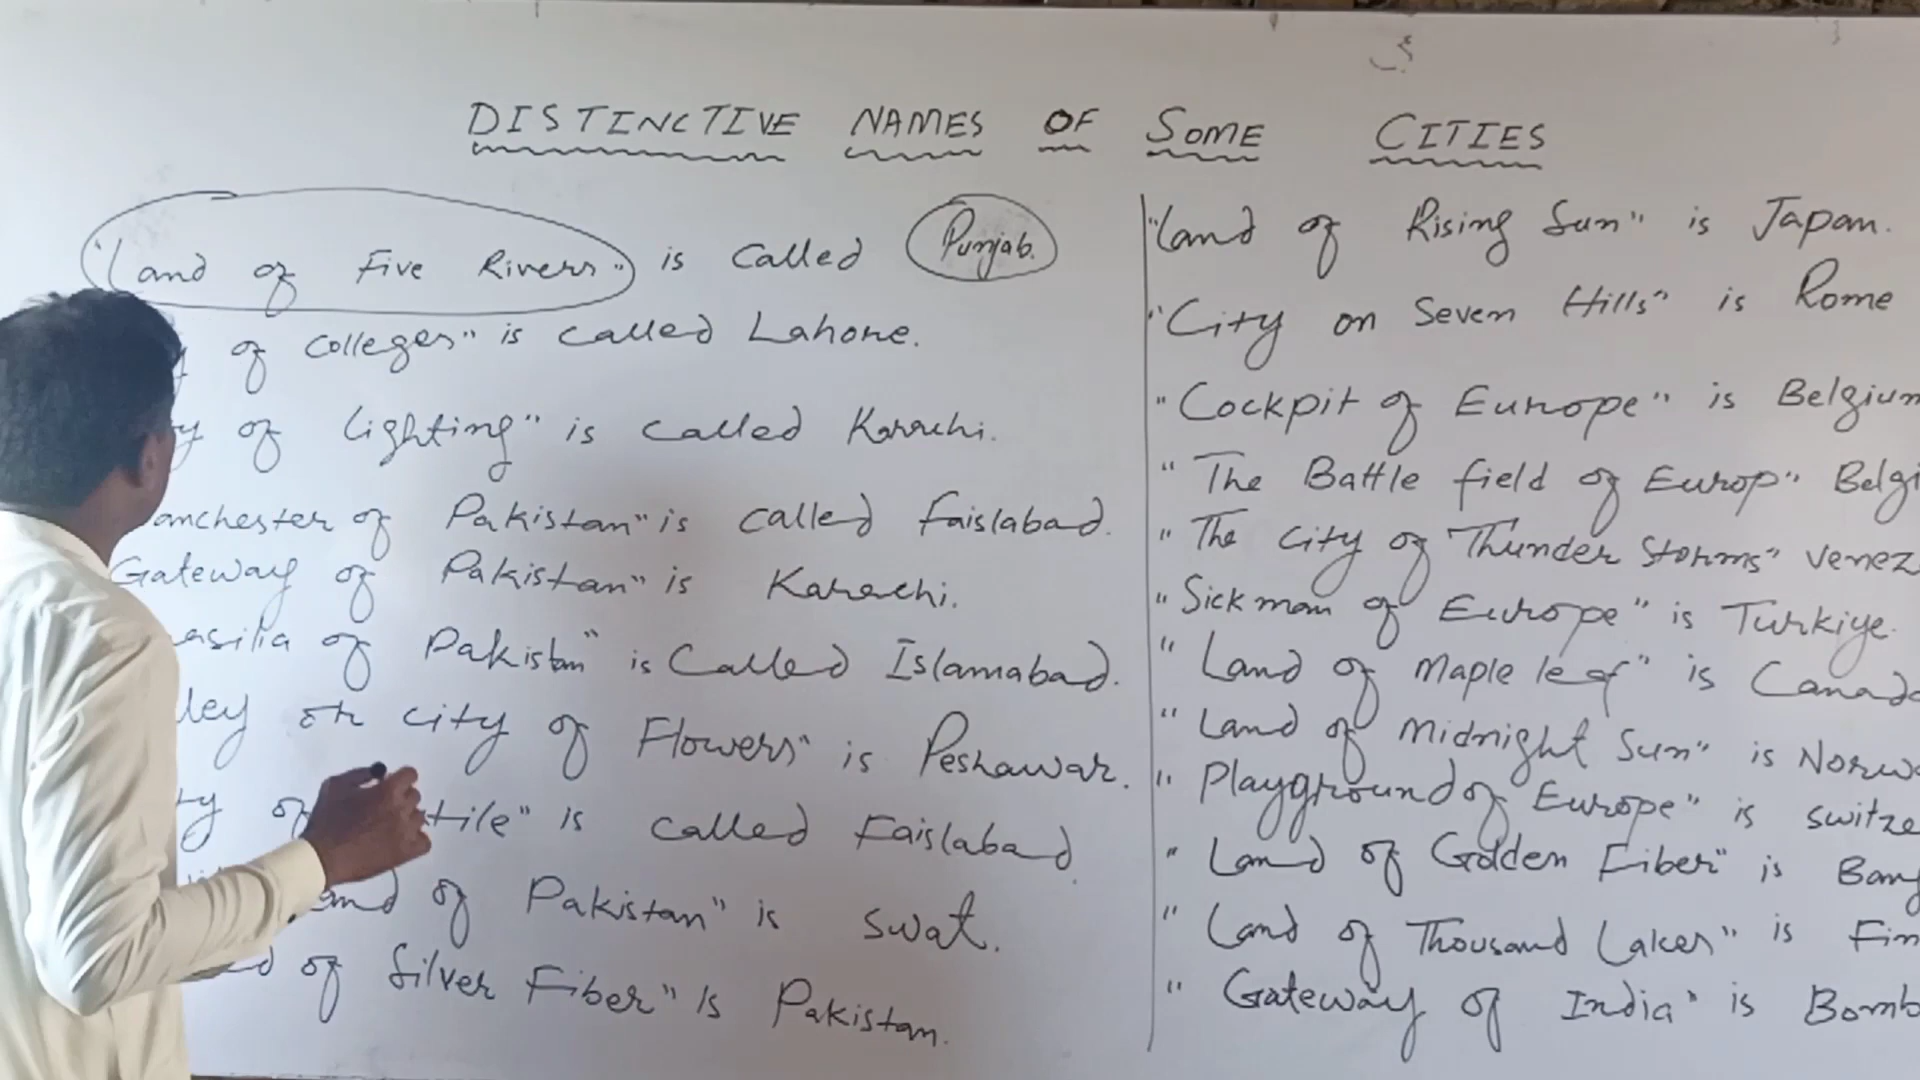 DISTINCTIVE NAMES OF SOME CITIES
"Land of Five Rivers" is called Punjab.
of colleges" is called Lahore.
of lighting" is called Karachi.
anchester of Pakistan" is called Faislabad.
Gateway of Pakistan" is Karachi.
asilia of Pakistan" is called Islamabad.
ley or city of Flowers" is Peshawar.
tile" is called Faislabad.
of Pakistan" is swat.
of Silver Fiber" Is Pakistan.
"Land of Rising Sun" is Japan.
"City on Seven Hills" is Rome
"Cockpit of Europe" is Belgium
"The Battle field of Europ" Belgi
"The City of Thunder Storms" Venez
"Sick man of Europe" is Turkiye.
"Land of Maple leaf" is Canad
"Land of Midnight Sun" is Norw
"Playground of Europe" is switze
"Land of Golden Fiber" is Bang
"Land of Thousand Lakes" is Fin
"Gateway of India" is Bomb